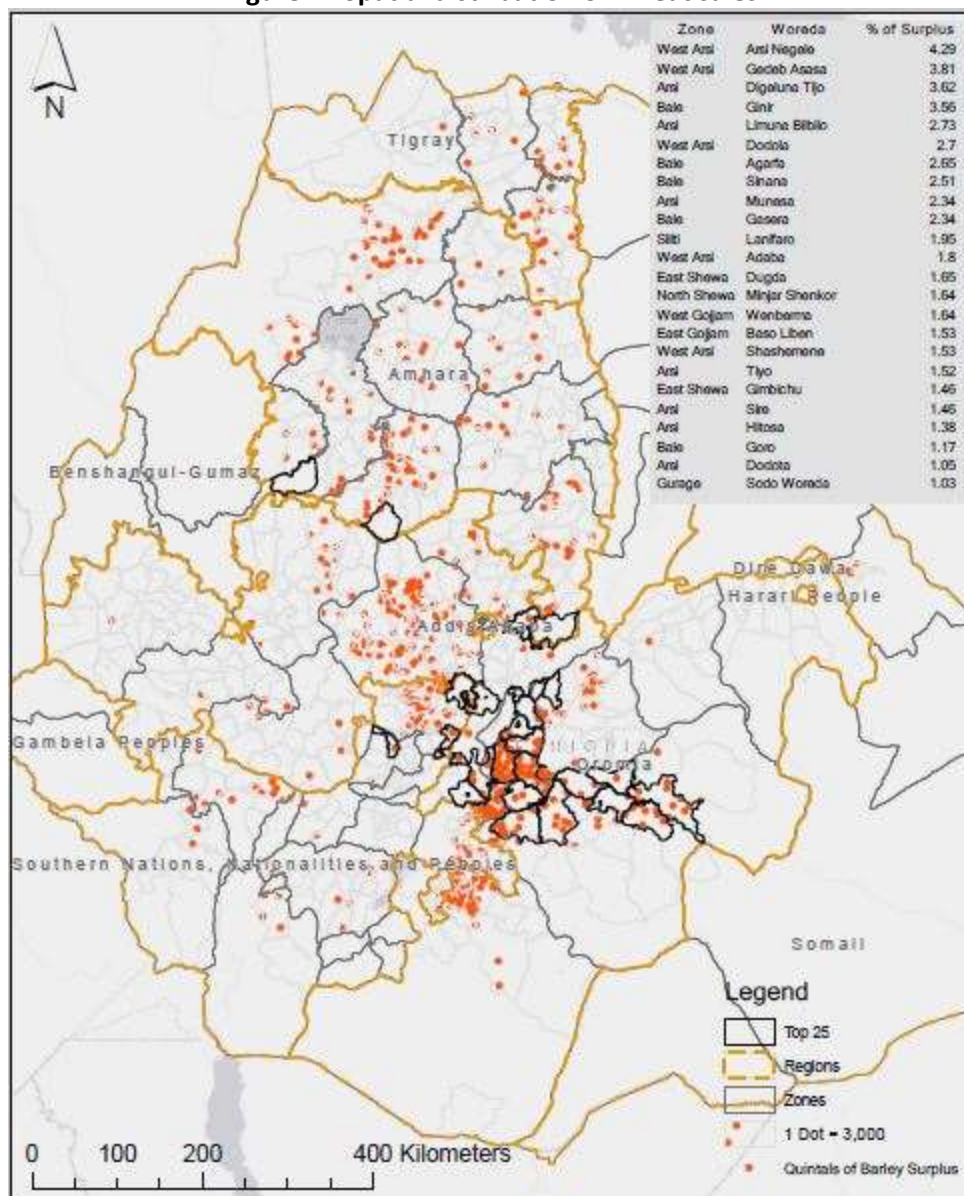 Zone Woreda % of Surplus
West Arsi Arsi Negele 4.29
West Arsi Gedeb Asasa 3.81
Arsi Digeluna Tijo 3.62
Bale Ginir 3.56
Arsi Limuna Bilbilo 2.73
West Arsi Dodola 2.7
Bale Agarfa 2.65
Bale Sinana 2.51
Arsi Munesa 2.34
Bale Gasera 2.34
Silti Lanfaro 1.95
West Arsi Adaba 1.8
East Shewa Dugda 1.65
North Shewa Minjar Shenkor 1.64
West Gojjam Wenberma 1.64
East Gojjam Baso Liben 1.53
West Arsi Shashemene 1.53
Arsi Tiyo 1.52
East Shewa Gimbichu 1.46
Arsi Sire 1.46
Arsi Hitosa 1.38
Bale Goro 1.17
Arsi Dodota 1.05
Gurage Sodo Woreda 1.03
N
Tigray
Amhara
Benshangul-Gumaz
Dire Dawa
Harari People
Addis Ababa
Gambela Peoples
Oromia
Southern Nations, Nationalities and Peoples
Somali
Legend
Top 25
Regions
Zones
1 Dot = 3,000
Quintals of Barley Surplus
0 100 200 400 Kilometers